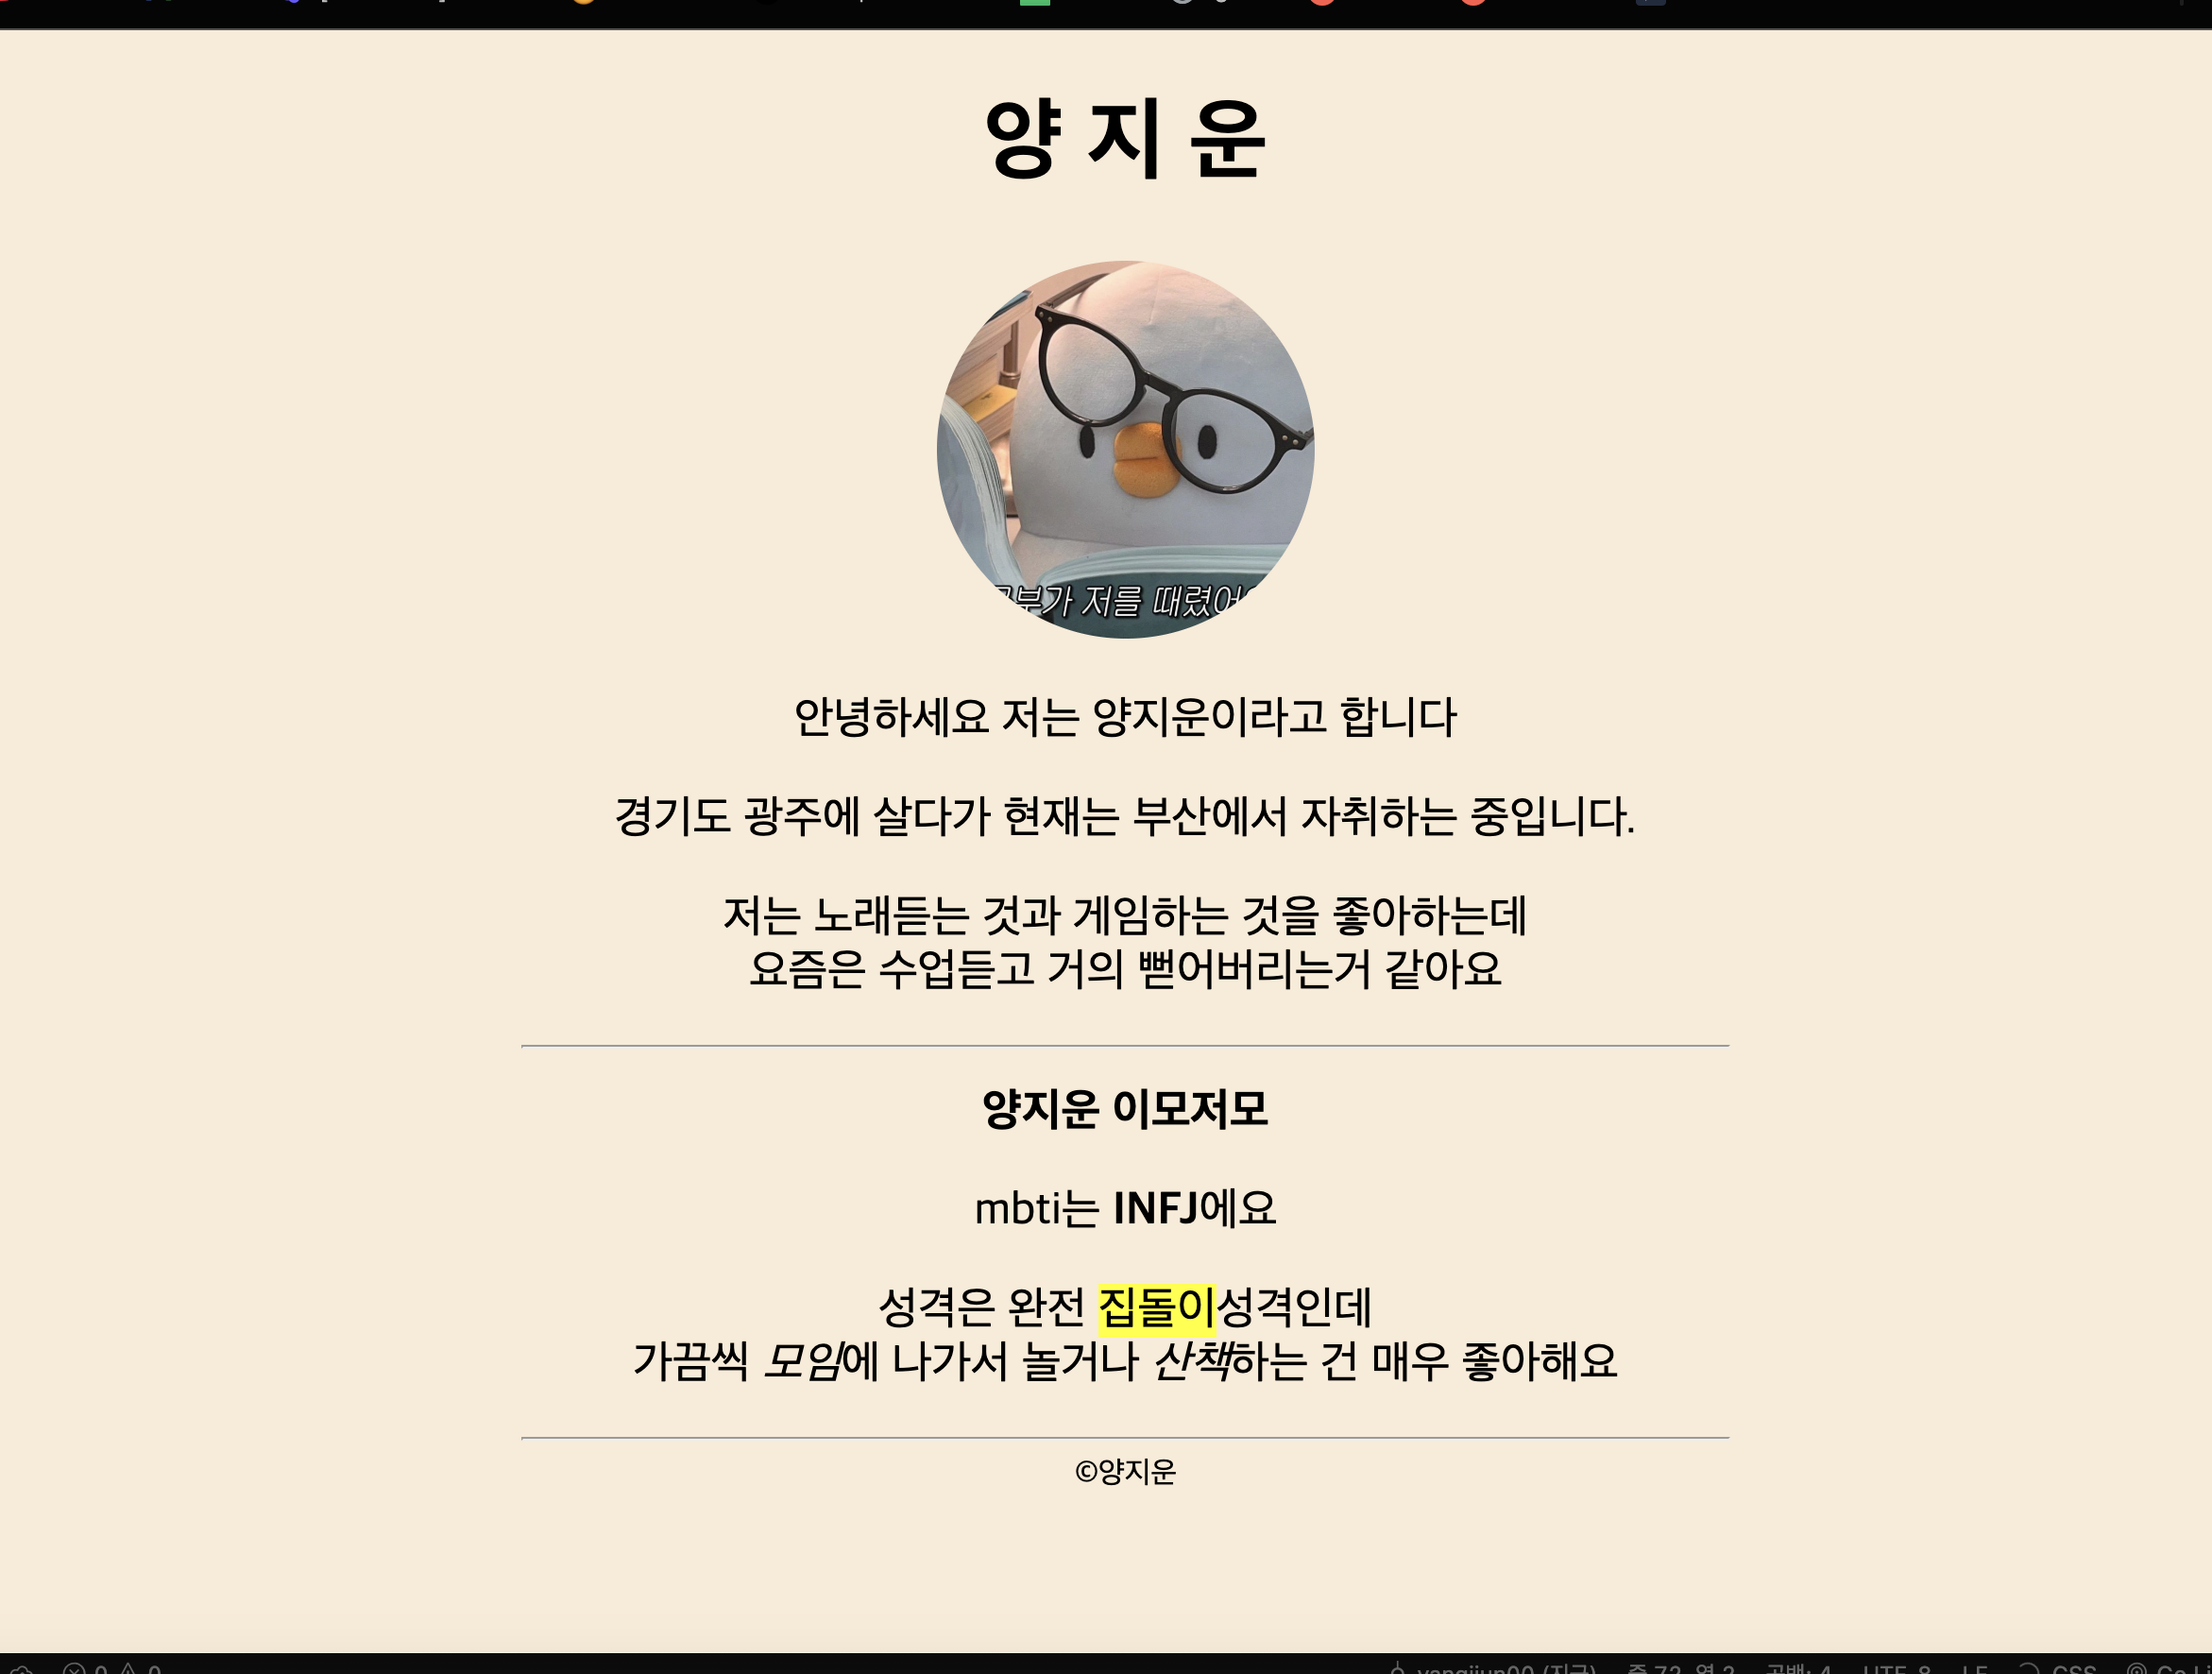 양 지 운
부가 저를 때렸어
안녕하세요 저는 양지운이라고 합니다
경기도 광주에 살다가 현재는 부산에서 자취하는 중입니다.
저는 노래듣는 것과 게임하는 것을 좋아하는데
요즘은 수업듣고 거의 뻗어버리는거 같아요
양지운 이모저모
mbti는 INFJ에요
성격은 완전 집돌이성격인데
가끔씩 모임에 나가서 놀거나 산책하는 건 매우 좋아해요
©양지운